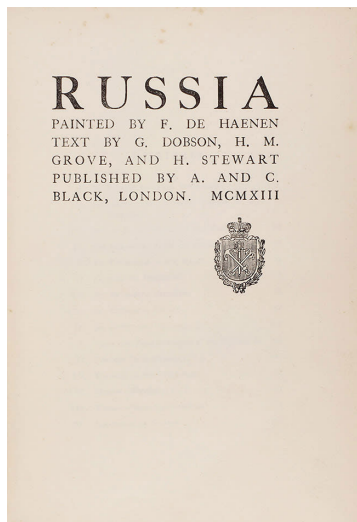 RUSSIA
PAINTED BY F. DE HAENEN
TEXT BY G. DOBSON, H. M.
GROVE, AND H. STEWART
PUBLISHED BY A. AND C.
BLACK, LONDON. MCMXIII